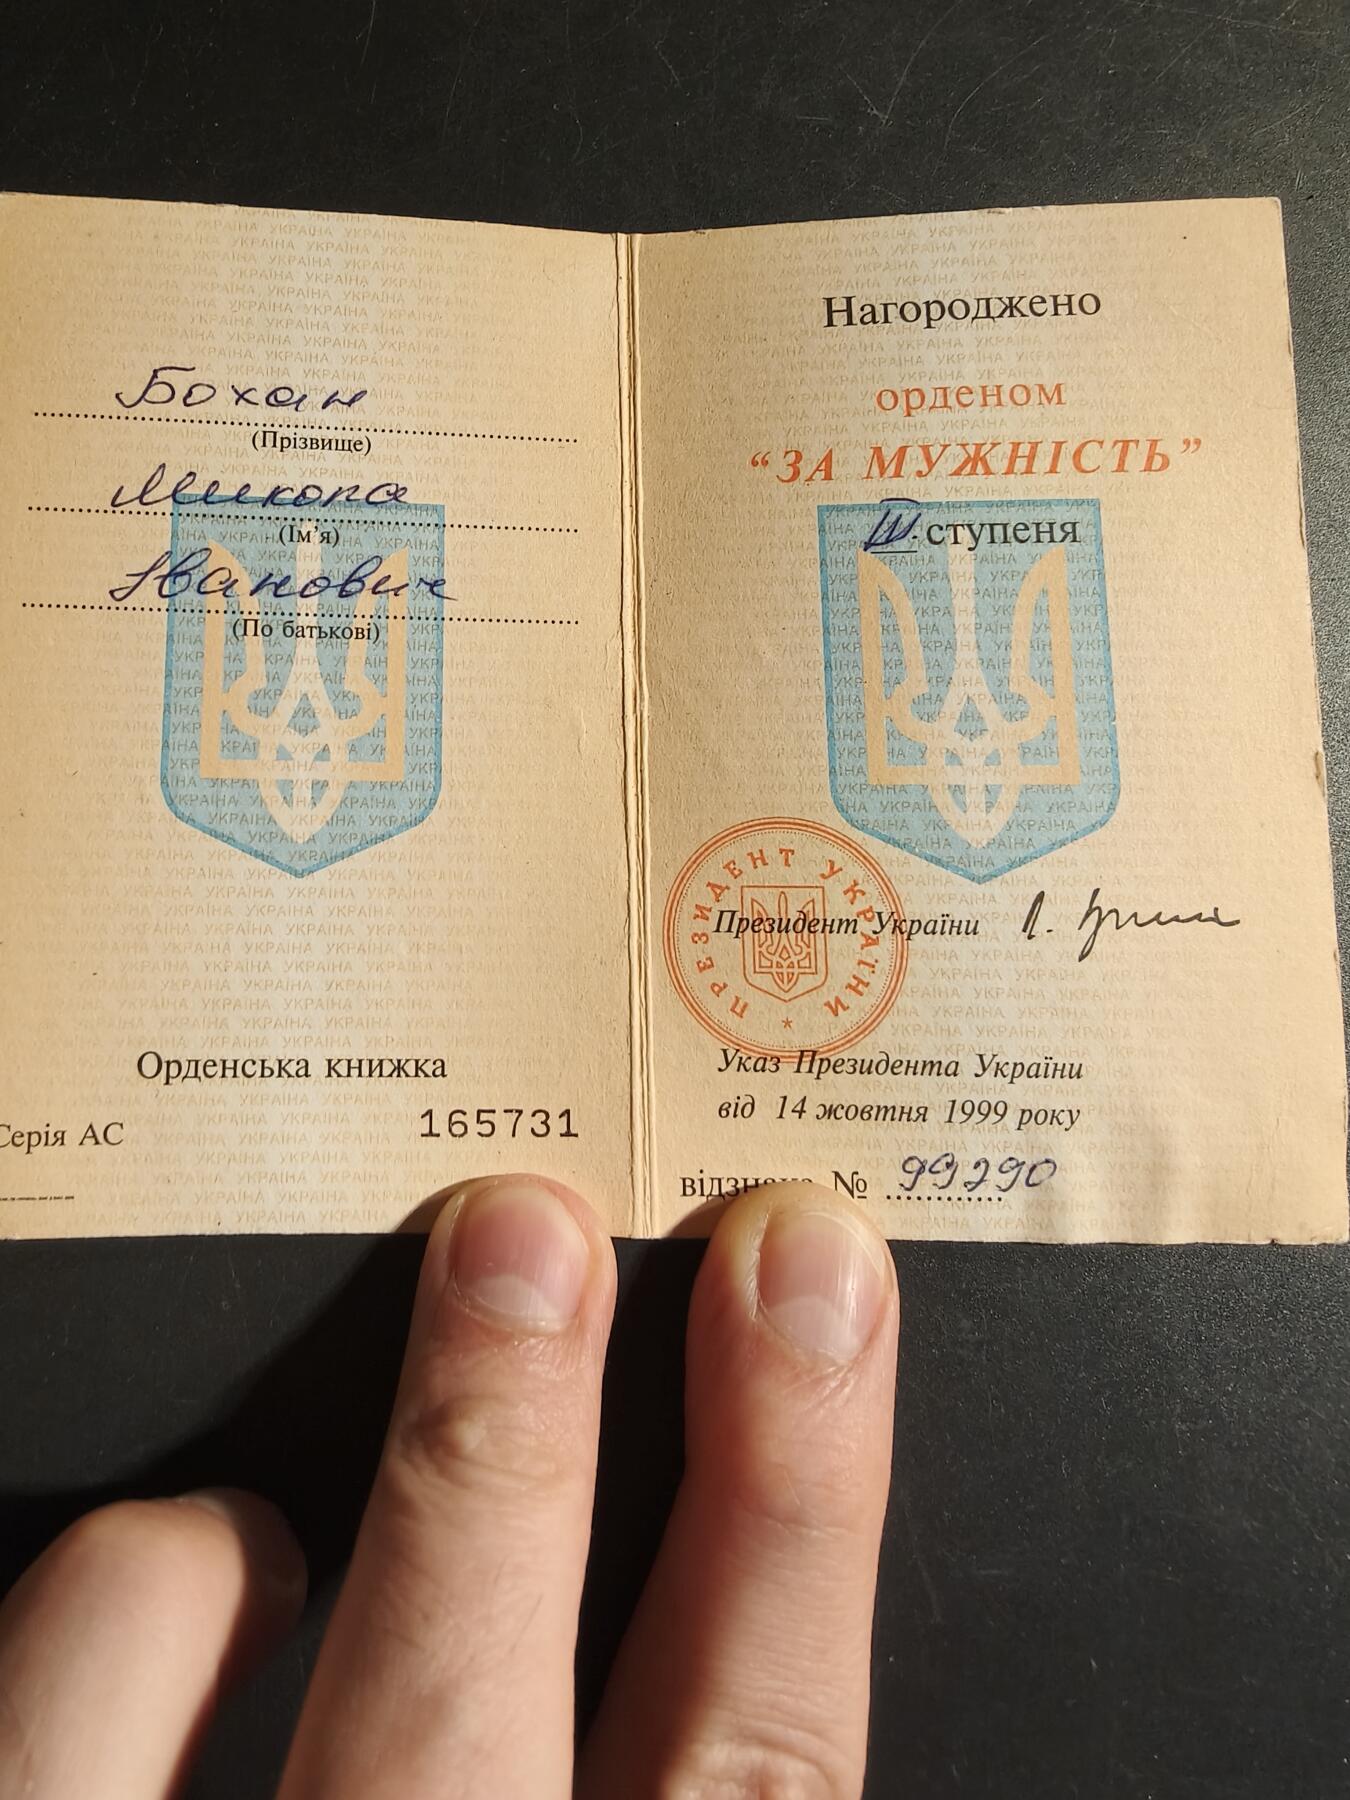 Бохан
(Прізвище)
Микола
(Ім’я)
Іванович
(По батькові)
Орденська книжка
Серія АС
165731
Нагороджено
орденом
“ЗА МУЖНІСТЬ”
III ступеня
ПРЕЗИДЕНТ УКРАЇНИ
Президент України
Указ Президента України
від 14 жовтня 1999 року
відзнака № 99290